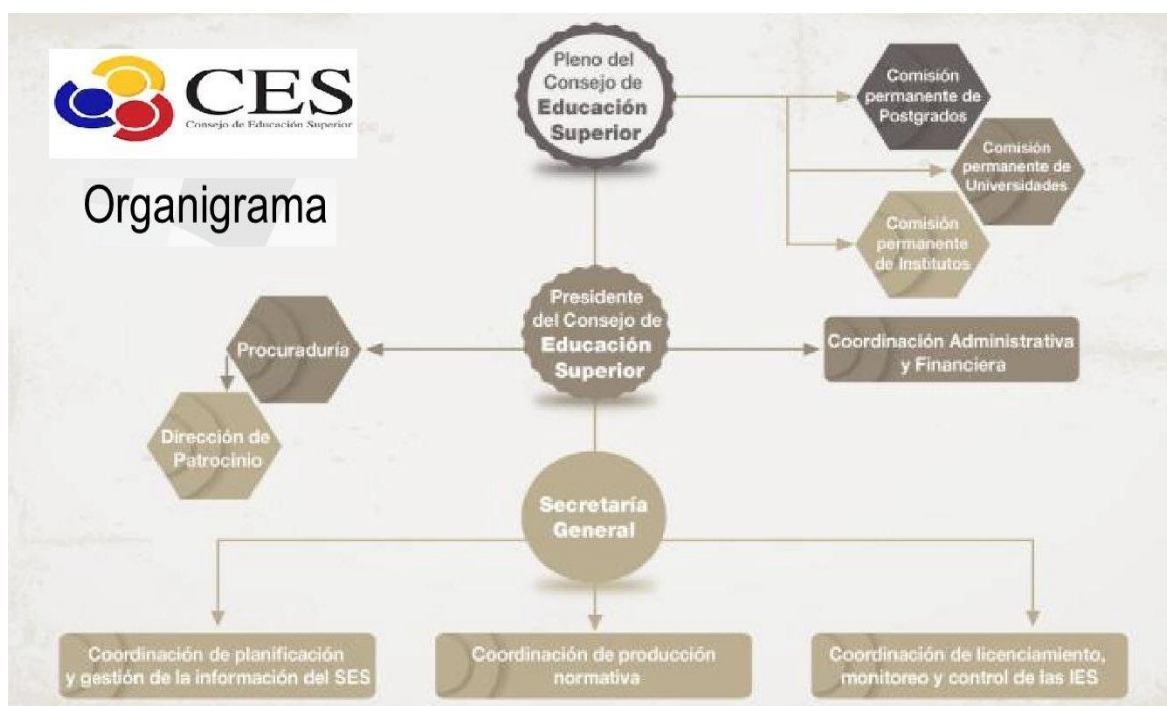 CES
Consejo de Educación Superior
Organigrama
Pleno del
Consejo de
Educación
Superior
Comisión
permanente de
Postgrados
Comisión
permanente de
Universidades
Comisión
permanente
de Institutos
Presidente
del Consejo de
Educación
Superior
Procuraduría
Coordinación Administrativa
y Financiera
Dirección de
Patrocinio
Secretaría
General
Coordinación de planificación
y gestión de la información del SES
Coordinación de producción
normativa
Coordinación de licenciamiento,
monitoreo y control de las IES